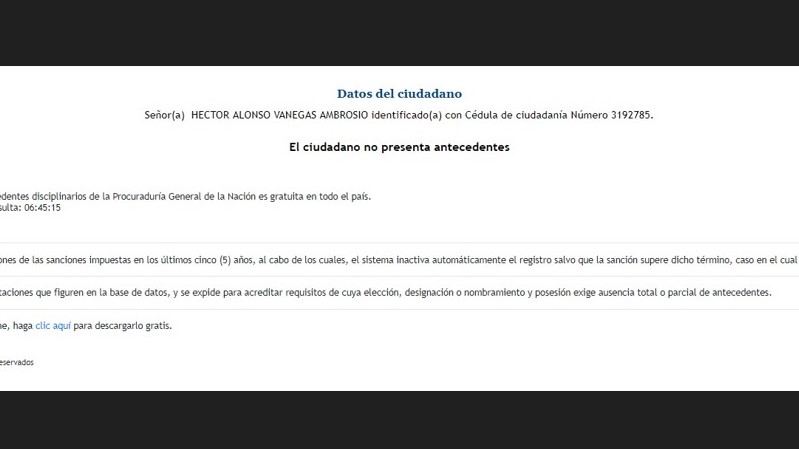 Datos del ciudadano
Señor(a) HECTOR ALONSO VANEGAS AMBROSIO identificado(a) con Cédula de ciudadanía Número 3192785.
El ciudadano no presenta antecedentes
edentes disciplinarios de la Procuraduría General de la Nación es gratuita en todo el país.
sulta: 06:45:15
ones de las sanciones impuestas en los últimos cinco (5) años, al cabo de los cuales, el sistema inactiva automáticamente el registro salvo que la sanción supere dicho término, caso en el cual
taciones que figuren en la base de datos, y se expide para acreditar requisitos de cuya elección, designación o nombramiento y posesión exige ausencia total o parcial de antecedentes.
ne, haga clic aquí para descargarlo gratis.
eservados